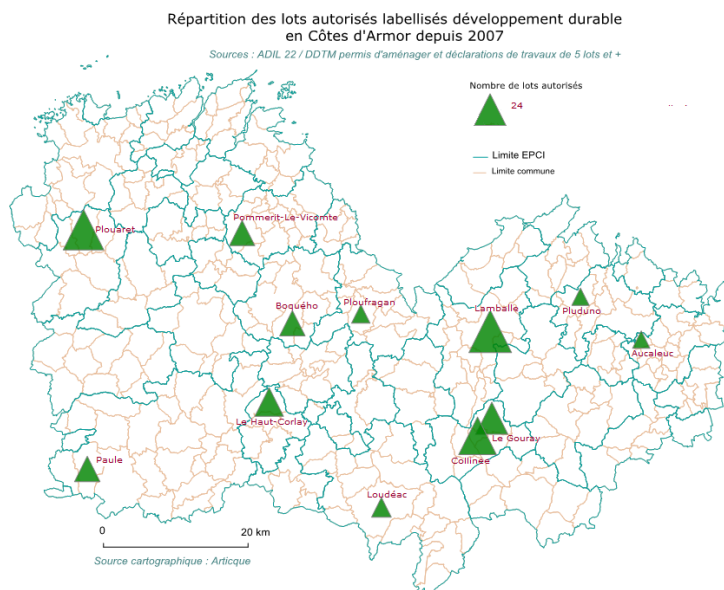 Répartition des lots autorisés labellisés développement durable
en Côtes d'Armor depuis 2007
Sources : ADIL 22 / DDTM permis d'aménager et déclarations de travaux de 5 lots et +
Nombre de lots autorisés
24
Limite EPCI
Limite commune
Pommerit-Le-Vicomte
Plouaret
Boquého
Ploufragan
Lamballe
Pluduno
Aucaleuc
Le-Haut-Corlay
Le Gouray
Collinée
Paule
Loudéac
0
20 km
Source cartographique : Articque